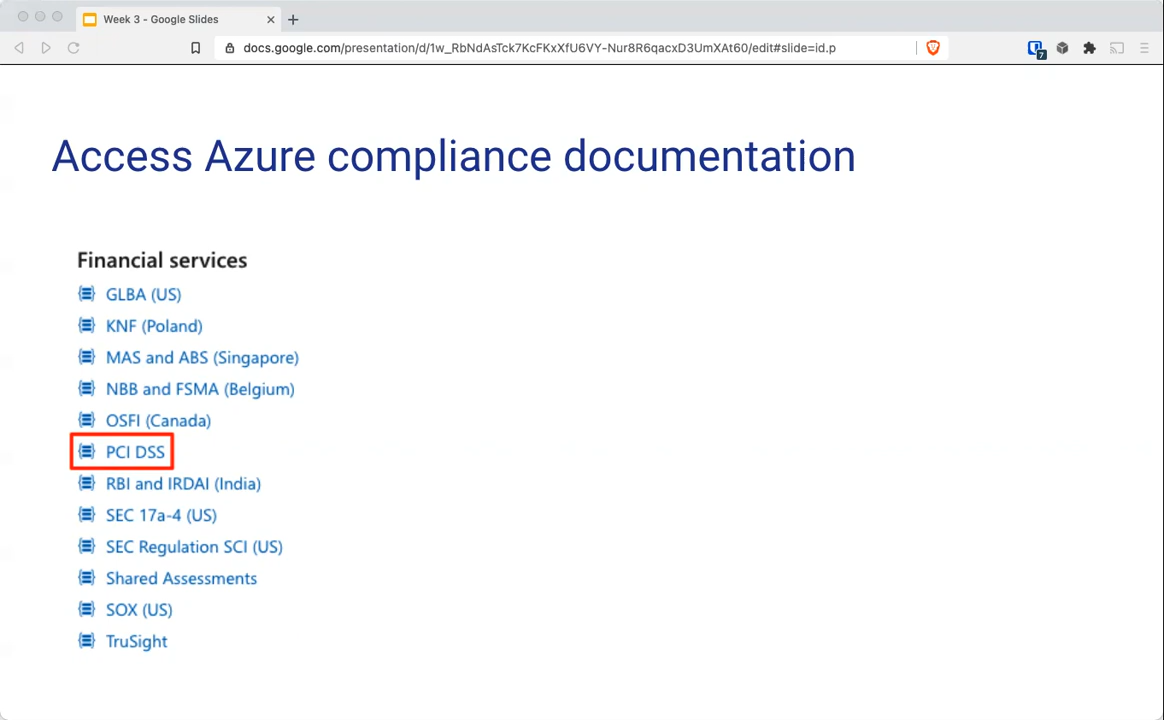 Week 3 - Google Slides
docs.google.com/presentation/d/1w_RbNdAsTck7KcFKxXfU6VY-Nur8R6qacxD3UmXAt60/edit#slide=id.p
7
Access Azure compliance documentation
Financial services
GLBA (US)
KNF (Poland)
MAS and ABS (Singapore)
NBB and FSMA (Belgium)
OSFI (Canada)
PCI DSS
RBI and IRDAI (India)
SEC 17a-4 (US)
SEC Regulation SCI (US)
Shared Assessments
SOX (US)
TruSight